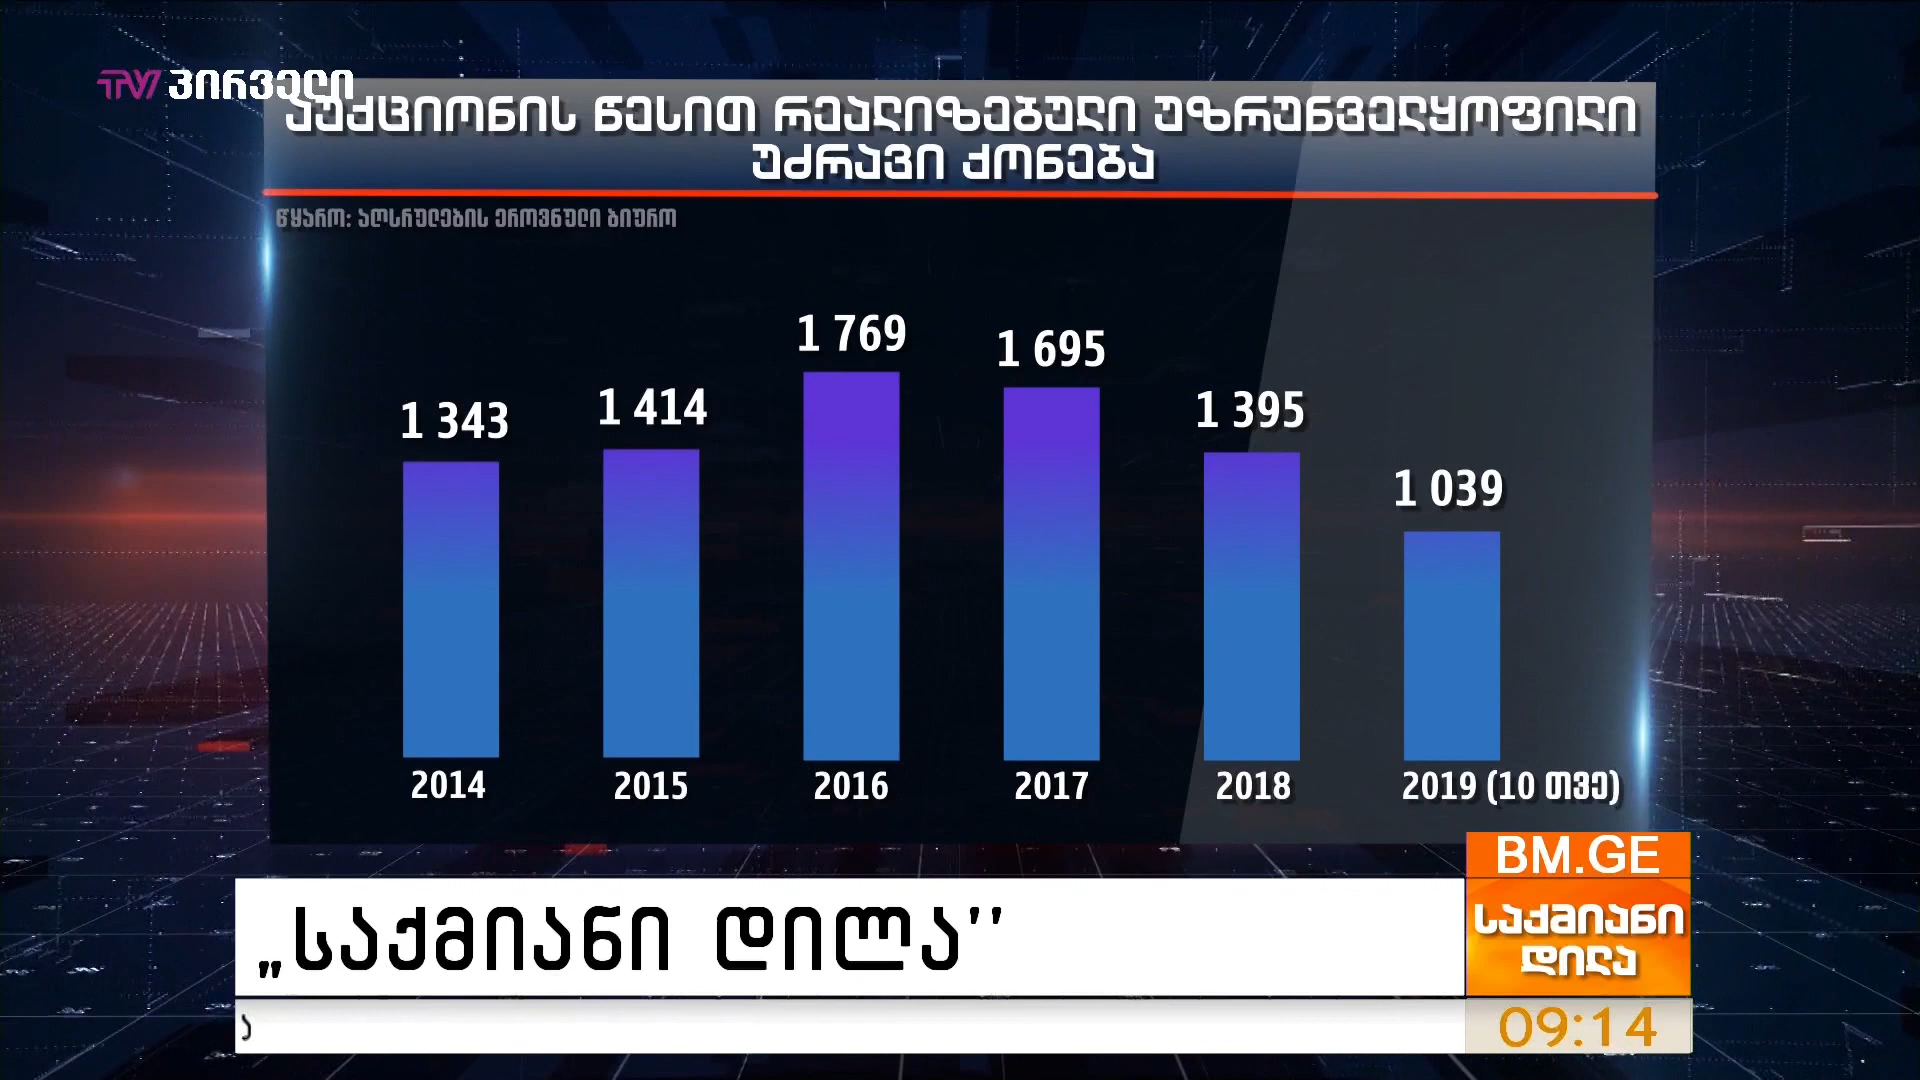 TV პირველი
აუქციონის წესით რეალიზებული უზრუნველყოფილი
უძრავი ქონება
წყარო: აღსრულების ეროვნული ბიურო
1 343
1 414
1 769
1 695
1 395
1 039
2014
2015
2016
2017
2018
2019 (10 თვე)
BM.GE
„საქმიანი დილა''
საქმიანი
დილა
ა
09:14